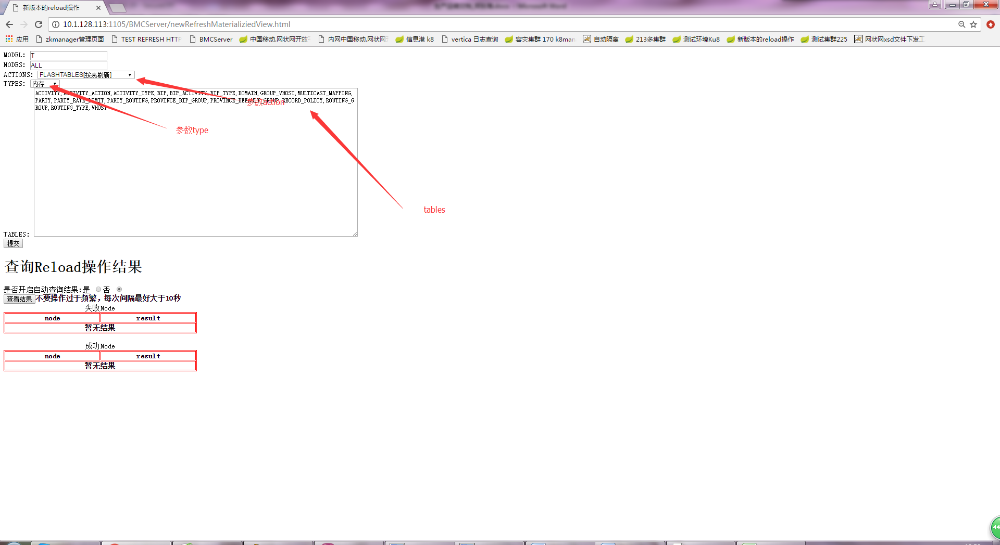 新版本的reload操作
10.1.128.113:1105/BMCServer/newRefreshMaterializiedView.html
应用 zkmanager管理页面 TEST REFRESH HTTP BMCServer 中国移动.网状网开放 内网中国移动.网状网 信息港 k8 vertica 日志查询 容灾集群 170 k8man 自动隔离 213多集群 测试环境Ku8 新版本的reload操作 测试集群225 网状网xsd文件下发工
MODEL: T
NODES: ALL
ACTIONS: FLASHTABLES[按表刷新]
TYPES: 内存
ACTIVITY,ACTIVITY_ACTION,ACTIVITY_TYPE,BIP,BIP_ACTIVITY,BIP_TYPE,DOMAIN,GROUP_VHOST,MULTICAST_MAPPING,
PARTY,PARTY_RATE_LIMIT,PARTY_ROUTING,PROVINCE_BIP_GROUP,PROVINCE_DEFAULT_GROUP,RECORD_POLICY,ROUTING_G
ROUP,ROUTING_TYPE,VHOST
参数action
参数type
tables
TABLES:
提交
查询Reload操作结果
是否开启自动查询结果:是 否
查看结果 不要操作过于频繁，每次间隔最好大于10秒
失败Node
node result
暂无结果
成功Node
node result
暂无结果
44